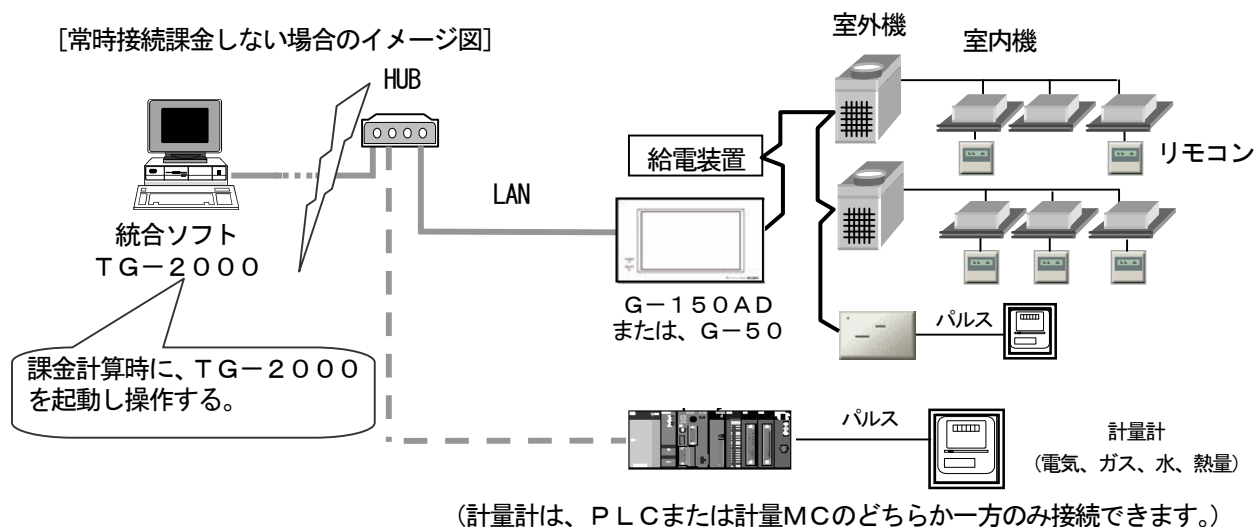 [常時接続課金しない場合のイメージ図]
HUB
室外機
室内機
リモコン
給電装置
LAN
統合ソフト
ＴＧ－２０００
Ｇ－１５０ＡＤ
または、Ｇ－５０
パルス
課金計算時に、ＴＧ－２０００
を起動し操作する。
パルス
計量計
（電気、ガス、水、熱量）
（計量計は、ＰＬＣまたは計量ＭＣのどちらか一方のみ接続できます。）